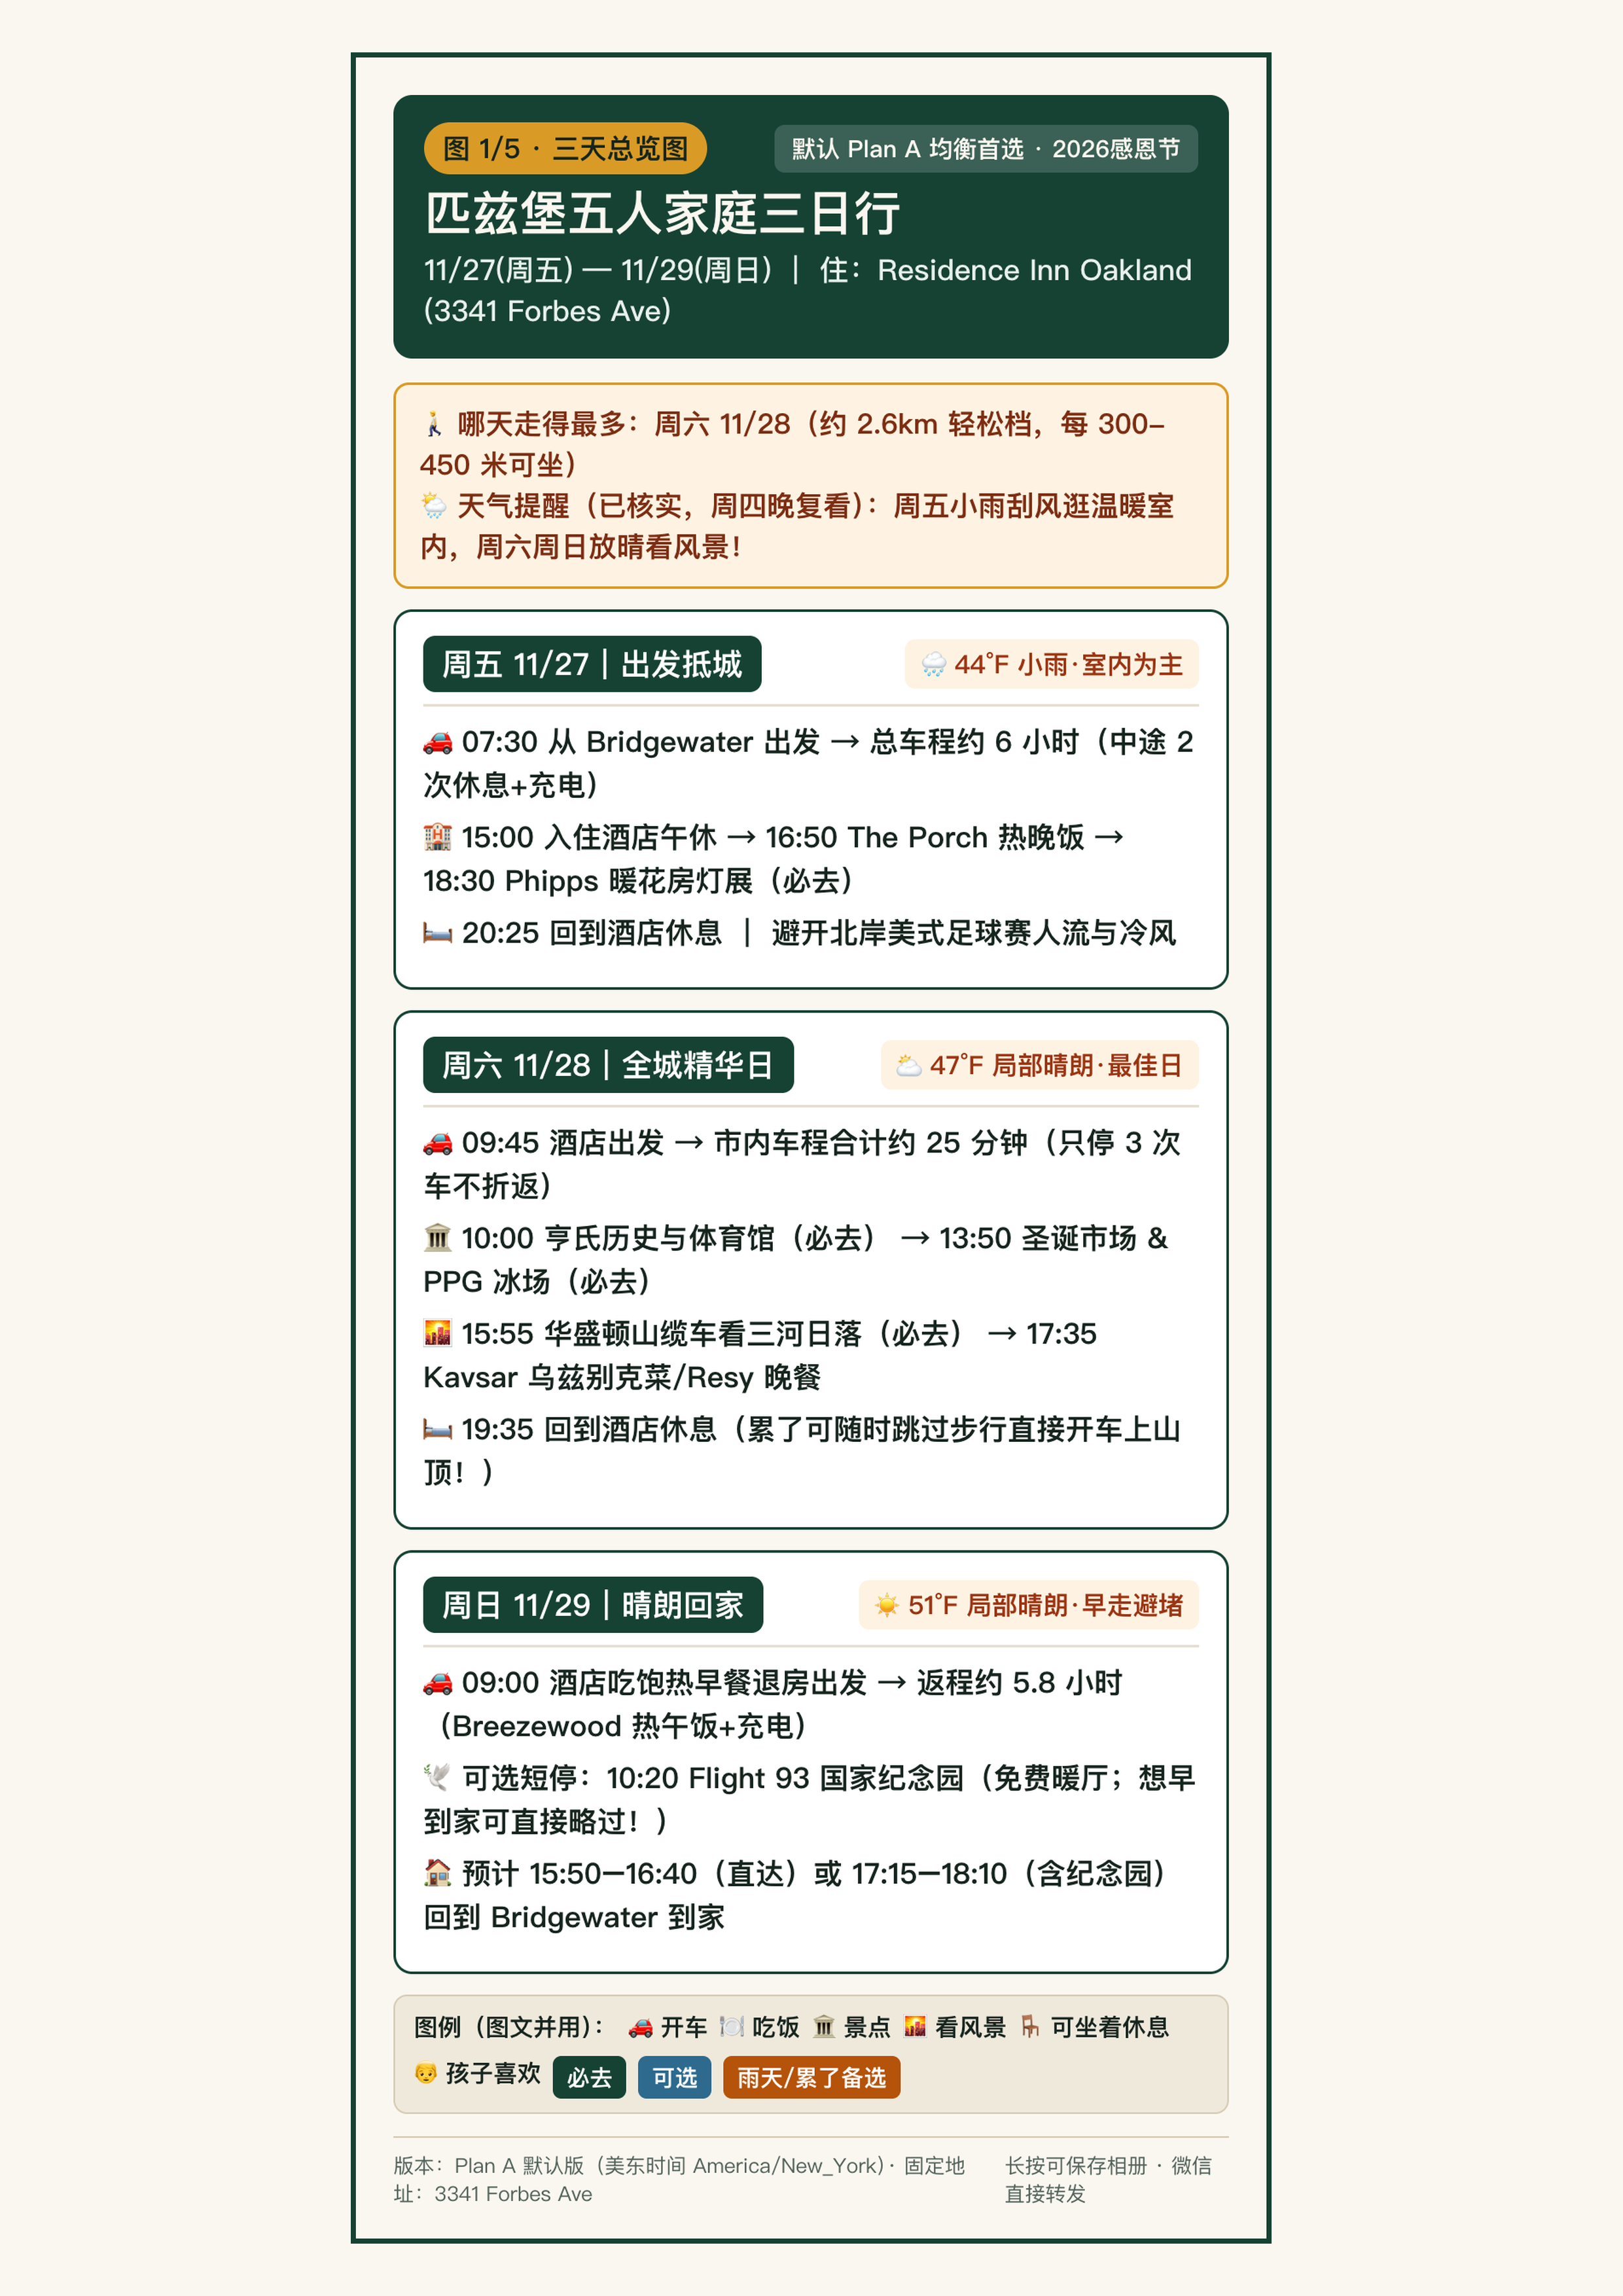 图 1/5 · 三天总览图
默认 Plan A 均衡首选 · 2026感恩节
匹兹堡五人家庭三日行
11/27(周五) — 11/29(周日) ｜ 住：Residence Inn Oakland
(3341 Forbes Ave)
🚶 哪天走得最多：周六 11/28（约 2.6km 轻松档，每 300–
450 米可坐）
🌦️ 天气提醒（已核实，周四晚复看）：周五小雨刮风逛温暖室
内，周六周日放晴看风景！
周五 11/27｜出发抵城
🌧️ 44°F 小雨·室内为主
🚗 07:30 从 Bridgewater 出发 → 总车程约 6 小时（中途 2
次休息+充电）
🏨 15:00 入住酒店午休 → 16:50 The Porch 热晚饭 →
18:30 Phipps 暖花房灯展（必去）
🛏️ 20:25 回到酒店休息 ｜ 避开北岸美式足球赛人流与冷风
周六 11/28｜全城精华日
🌥️ 47°F 局部晴朗·最佳日
🚗 09:45 酒店出发 → 市内车程合计约 25 分钟（只停 3 次
车不折返）
🏛️ 10:00 亨氏历史与体育馆（必去） → 13:50 圣诞市场 &
PPG 冰场（必去）
🌇 15:55 华盛顿山缆车看三河日落（必去） → 17:35
Kavsar 乌兹别克菜/Resy 晚餐
🛏️ 19:35 回到酒店休息（累了可随时跳过步行直接开车上山
顶！）
周日 11/29｜晴朗回家
☀️ 51°F 局部晴朗·早走避堵
🚗 09:00 酒店吃饱热早餐退房出发 → 返程约 5.8 小时
（Breezewood 热午饭+充电）
🕊️ 可选短停：10:20 Flight 93 国家纪念园（免费暖厅；想早
到家可直接略过！）
🏠 预计 15:50—16:40（直达）或 17:15—18:10（含纪念园）
回到 Bridgewater 到家
图例（图文并用）： 🚗 开车 🍽️ 吃饭 🏛️ 景点 🌇 看风景 🪑 可坐着休息
👦 孩子喜欢 必去 可选 雨天/累了备选
版本：Plan A 默认版（美东时间 America/New_York）· 固定地
址：3341 Forbes Ave
长按可保存相册 · 微信
直接转发